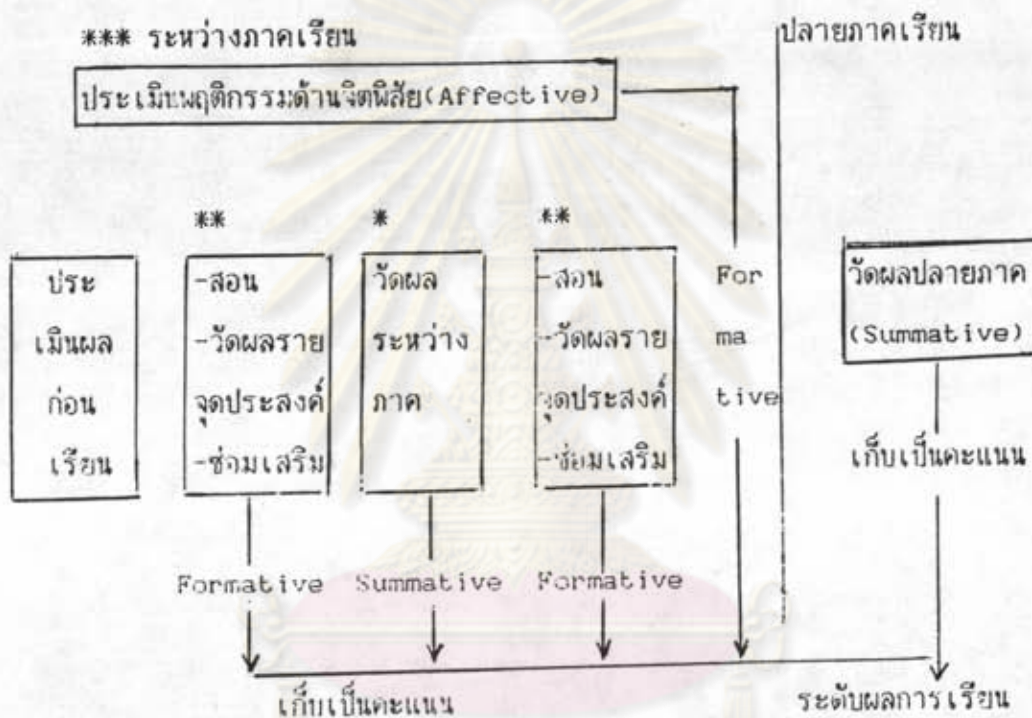 *** ระหว่างภาคเรียน
ปลายภาคเรียน
ประเมินพฤติกรรมด้านจิตพิสัย(Affective)
**
*
**
ประ
เมินผล
ก่อน
เรียน
-สอน
-วัดผลราย
จุดประสงค์
-ซ่อมเสริม
วัดผล
ระหว่าง
ภาค
-สอน
-วัดผลราย
จุดประสงค์
-ซ่อมเสริม
For
ma
tive
วัดผลปลายภาค
(Summative)
เก็บเป็นคะแนน
Formative
Summative
Formative
เก็บเป็นคะแนน
ระดับผลการเรียน